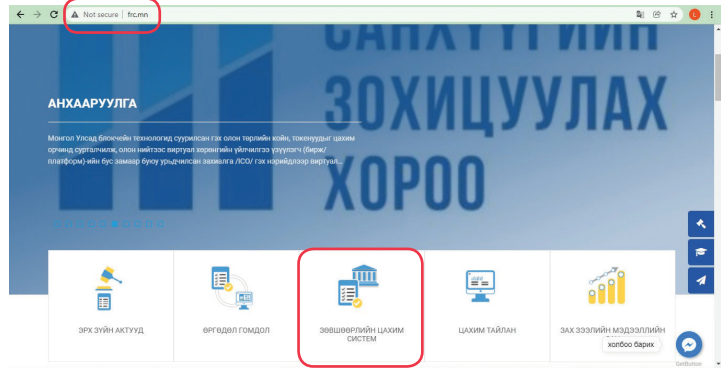 Not secure | frc.mn
САНХҮҮГИЙН
ЗОХИЦУУЛАХ
ХОРОО
АНХААРУУЛГА
Монгол Улсад блокчейн технологид суурилсан гэх олон төрлийн койн, токенуудыг цахим
орчинд сурталчилж, олон нийтээс виртуал хөрөнгийн үйлчилгээ үзүүлэгч (бирж/
платформ)-ийн бус замаар буюу урьдчилсан захиалга /ICO/ гэх нэрийдлээр виртуал...
ЭРХ ЗҮЙН АКТУУД
ӨРГӨДӨЛ ГОМДОЛ
ЗӨВШӨӨРЛИЙН ЦАХИМ
СИСТЕМ
ЦАХИМ ТАЙЛАН
ЗАХ ЗЭЭЛИЙН МЭДЭЭЛЛИЙН
холбоо барих
GetButton
L